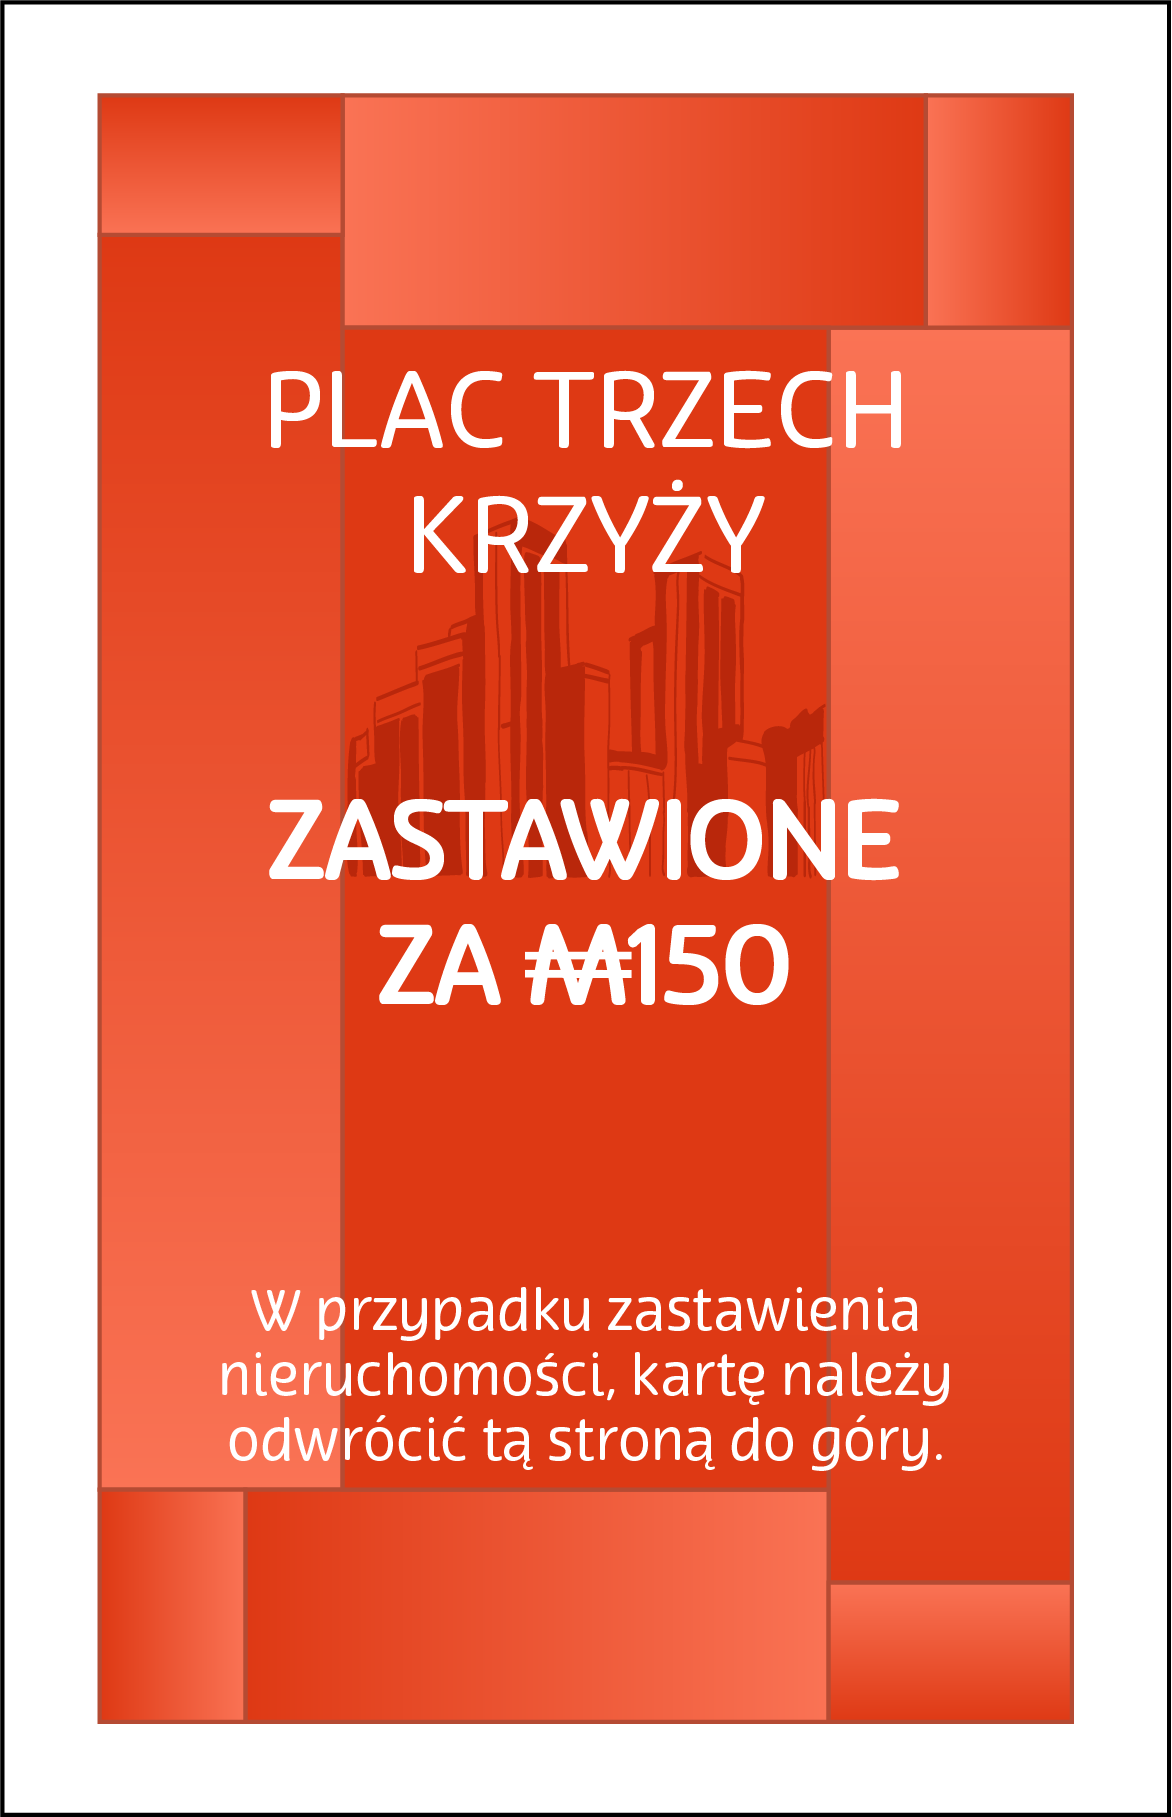 PLAC TRZECH
KRZYŻY
ZASTAWIONE
ZA ₩150
W przypadku zastawienia
nieruchomości, kartę należy
odwrócić tą stroną do góry.